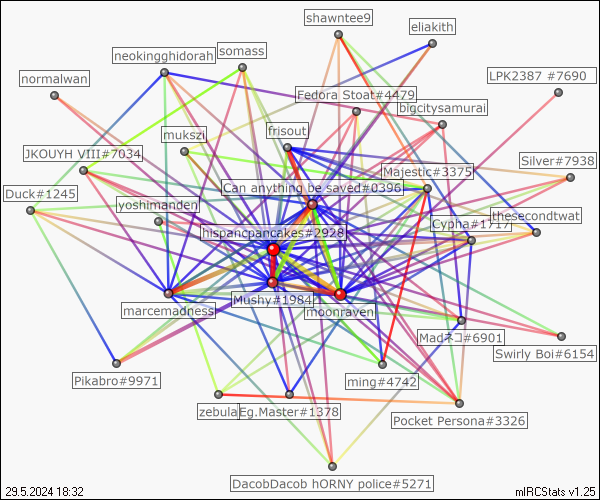 shawntee9
eliakith
somass
neokingghidorah
LPK2387 #7690
normalwan
Fedora Stoat#4479
bigcitysamurai
frisout
mukszi
JKOUYH VIII#7034
Silver#7938
Majestic#3375
Can anything be saved#0396
Duck#1245
yoshimanden
thesecondtwat
Cypha#1717
hispancpancakes#2928
Mushy#1984
marcemadness
moonraven
Madネコ#6901
Swirly Boi#6154
Pikabro#9971
ming#4742
zebula
Eg.Master#1378
Pocket Persona#3326
DacobDacob hORNY police#5271
29.5.2024 18:32
mIRCStats v1.25